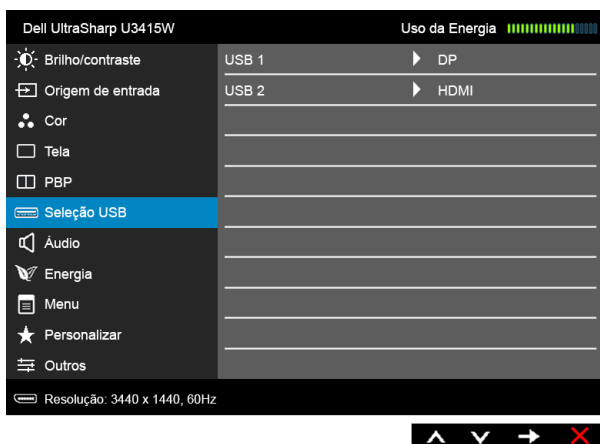 Dell UltraSharp U3415W Uso da Energia
Brilho/contraste USB 1 DP
Origem de entrada USB 2 HDMI
Cor
Tela
PBP
Seleção USB
Áudio
Energia
Menu
Personalizar
Outros
Resolução: 3440 x 1440, 60Hz